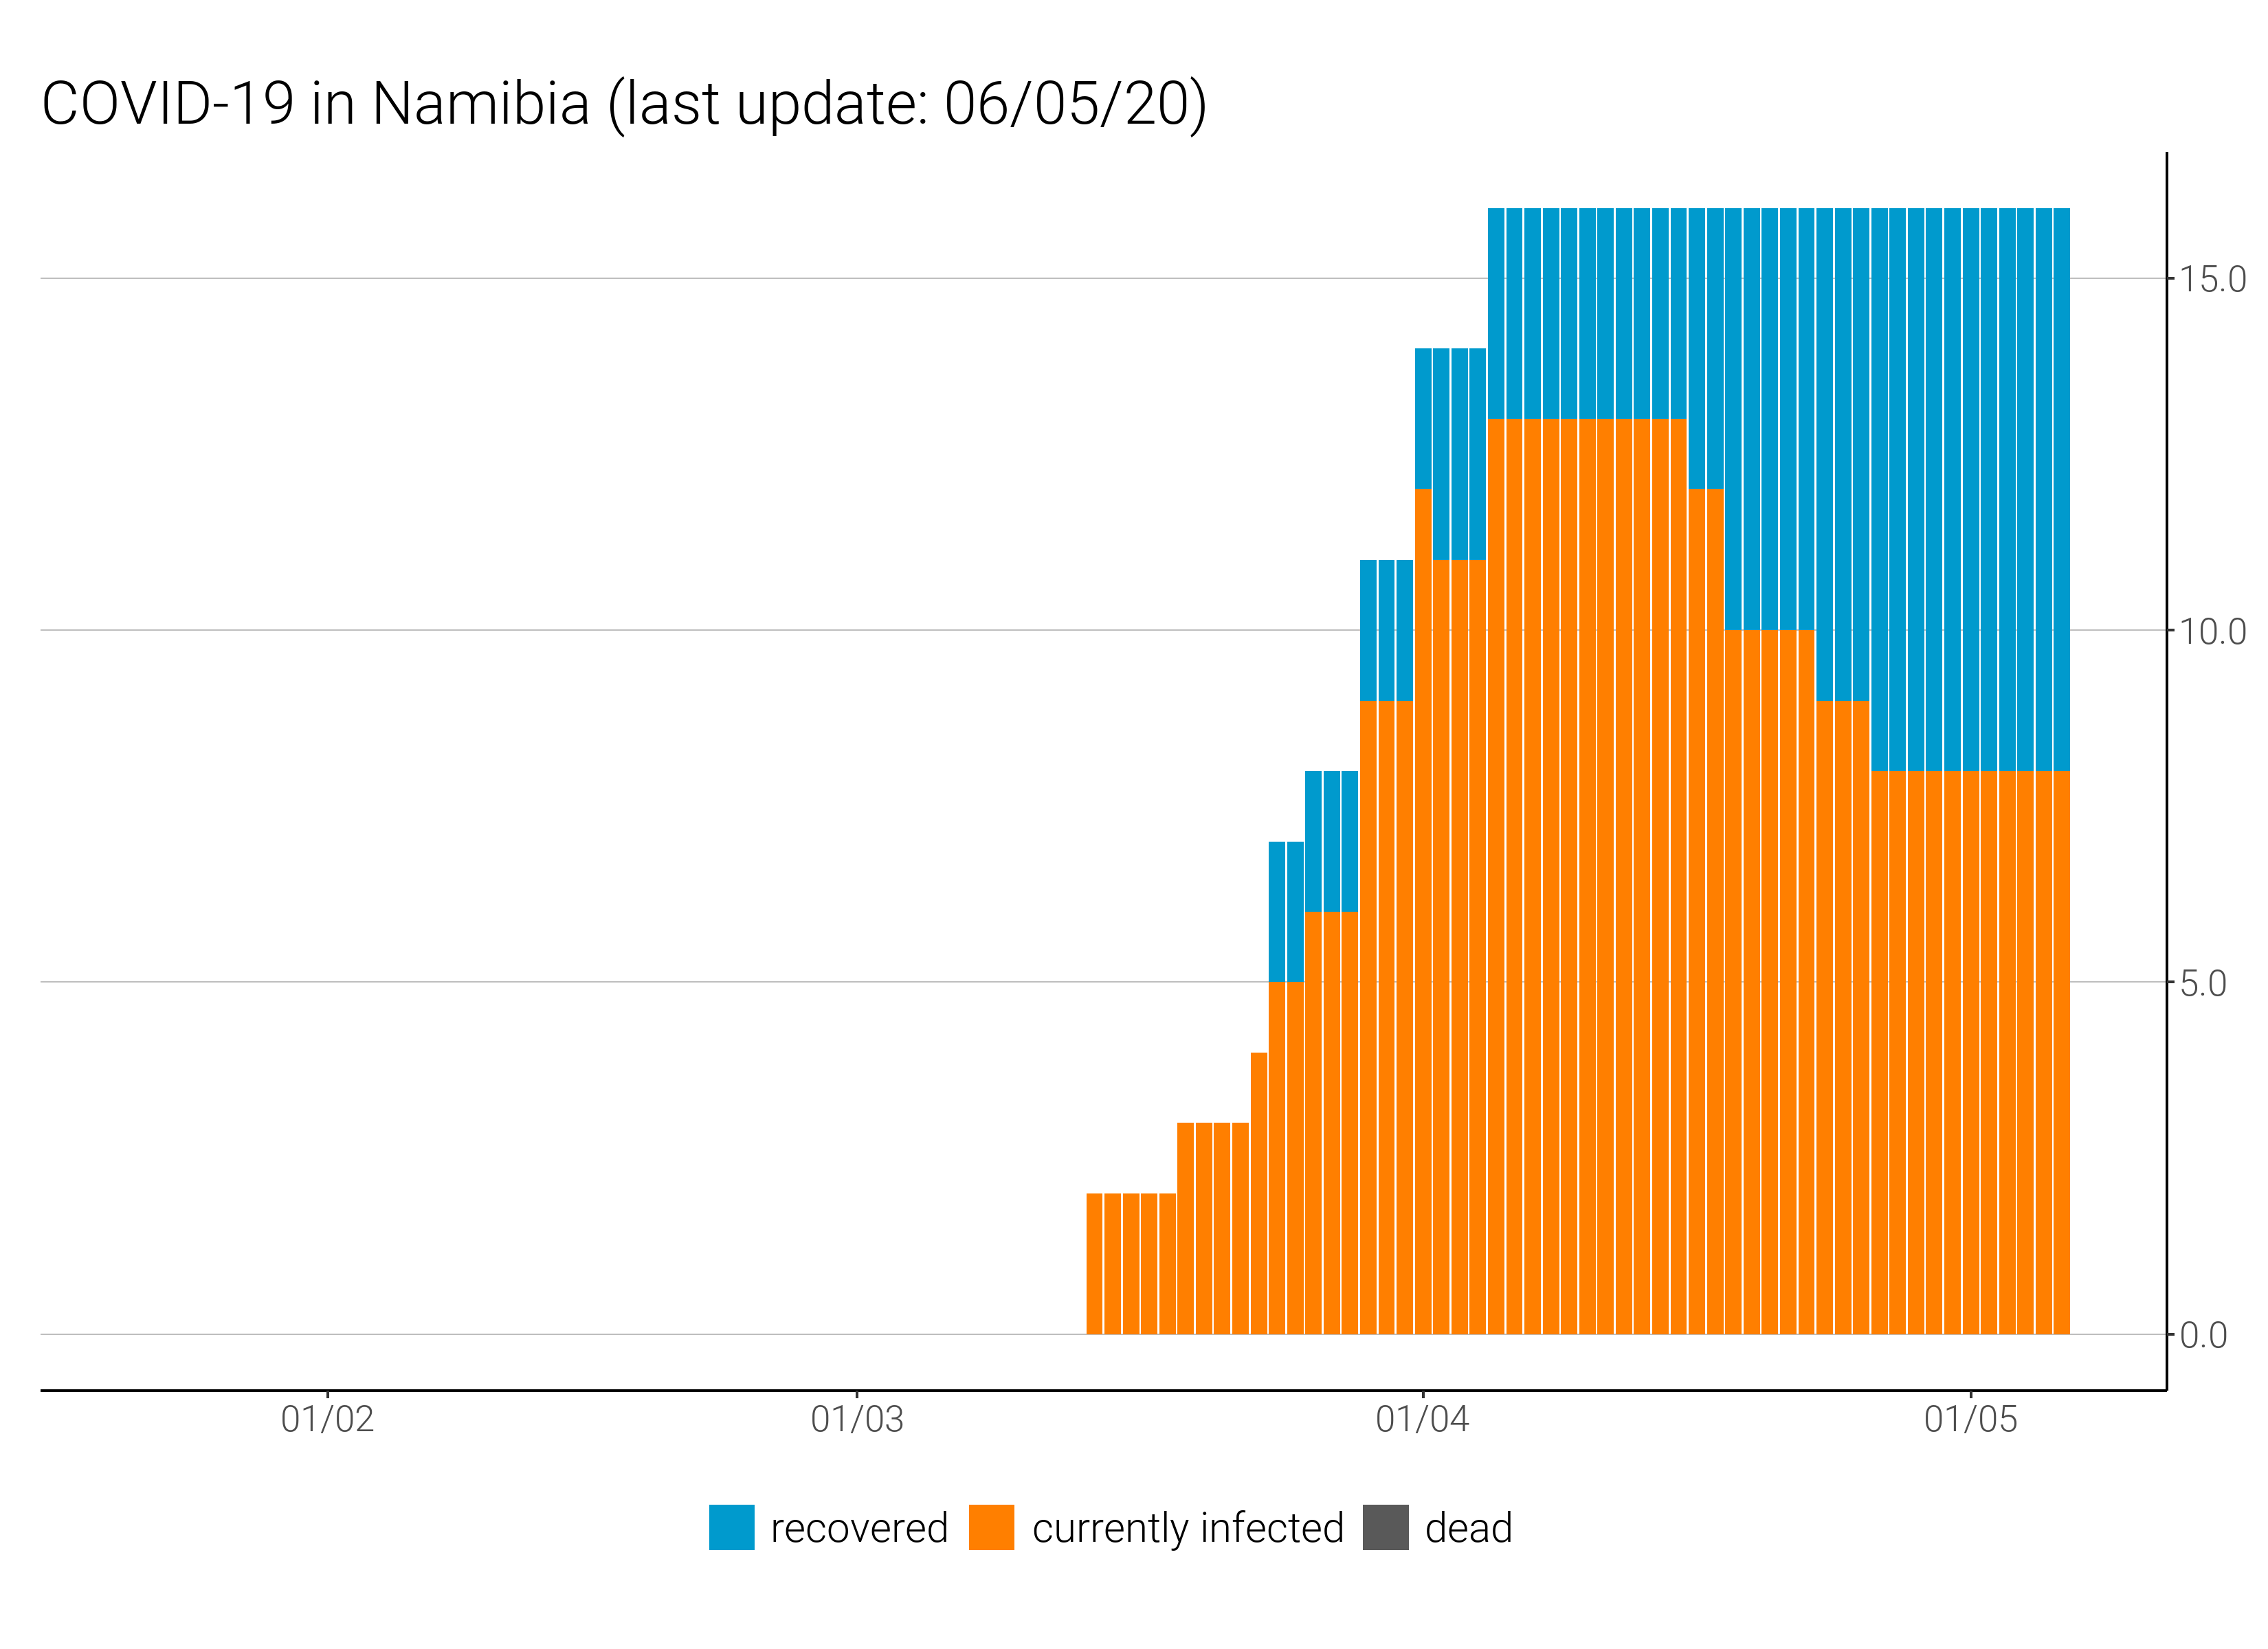 COVID-19 in Namibia (last update: 06/05/20)
15.0
10.0
5.0
0.0
01/02 01/03 01/04 01/05
recovered currently infected dead